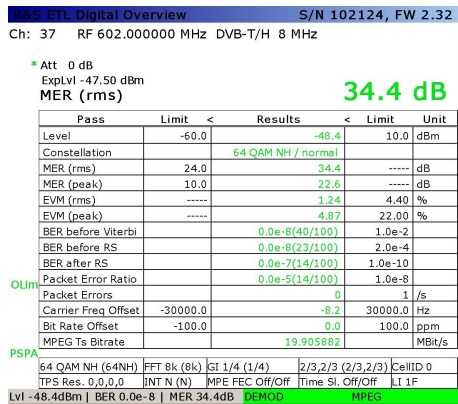 R&S ETL Digital Overview S/N 102124, FW 2.32
Ch: 37 RF 602.000000 MHz DVB-T/H 8 MHz
* Att 0 dB
ExpLvl -47.50 dBm
MER (rms) 34.4 dB
Pass Limit < Results < Limit Unit
Level -60.0 -48.4 10.0 dBm
Constellation 64 QAM NH / normal
MER (rms) 24.0 34.4 ----- dB
MER (peak) 10.0 22.6 ----- dB
EVM (rms) ----- 1.24 4.40 %
EVM (peak) ----- 4.87 22.00 %
BER before Viterbi 0.0e-8(40/100) 1.0e-2
BER before RS 0.0e-8(23/100) 2.0e-4
BER after RS 0.0e-7(14/100) 1.0e-10
Packet Error Ratio 0.0e-5(14/100) 1.0e-8
OLim
Packet Errors 0 1 /s
Carrier Freq Offset -30000.0 -8.2 30000.0 Hz
Bit Rate Offset -100.0 0.0 100.0 ppm
MPEG Ts Bitrate 19.905882 MBit/s
PSPA
64 QAM NH (64NH) FFT 8k (8k) GI 1/4 (1/4) 2/3,2/3 (2/3,2/3) CellID 0
TPS Res. 0,0,0,0 INT N (N) MPE FEC Off/Off Time Sl. Off/Off LI 1F
Lvl -48.4dBm | BER 0.0e-8 | MER 34.4dB DEMOD MPEG